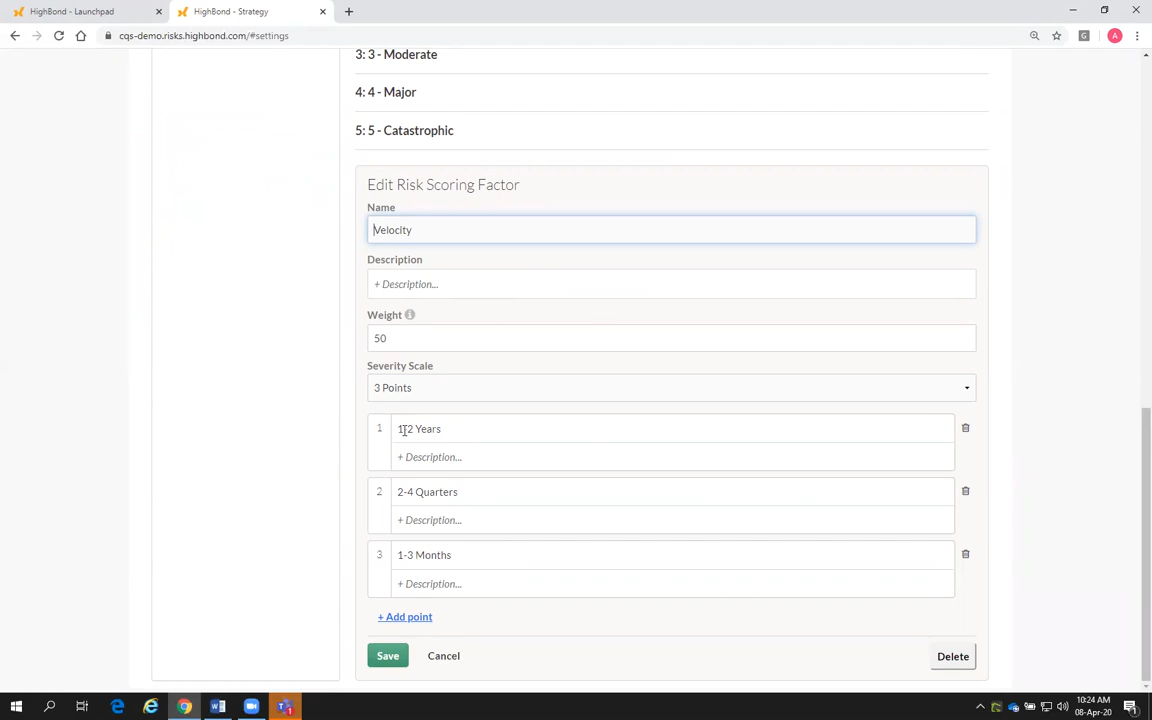 HighBond - Launchpad
HighBond - Strategy
cqs-demo.risks.highbond.com/#settings
A
3: 3 - Moderate
4: 4 - Major
5: 5 - Catastrophic
Edit Risk Scoring Factor
Name
Velocity
Description
+ Description...
Weight
50
Severity Scale
3 Points
1
1-2 Years
+ Description...
2
2-4 Quarters
+ Description...
3
1-3 Months
+ Description...
+ Add point
Save
Cancel
Delete
10:24 AM
08-Apr-20